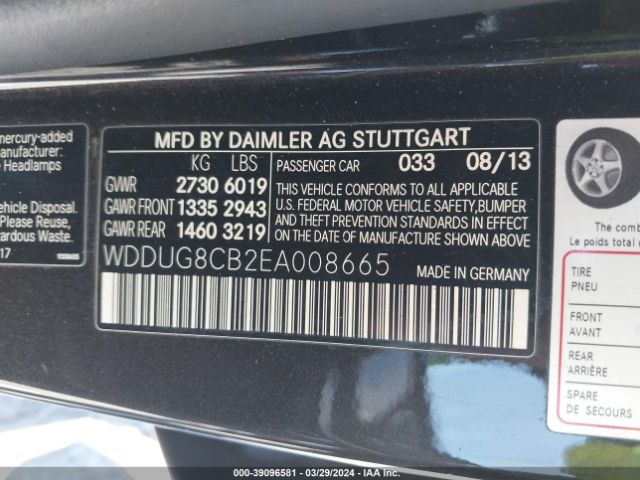 mercury-added
Headlamps
ehicle Disposal.
Please Reuse,
ardous Waste.
17
MFD BY DAIMLER AG STUTTGART
KG LBS
GVWR 2730 6019
GAWR FRONT 1335 2943
GAWR REAR 1460 3219
PASSENGER CAR 033 08/13
THIS VEHICLE CONFORMS TO ALL APPLICABLE
U.S. FEDERAL MOTOR VEHICLE SAFETY, BUMPER
AND THEFT PREVENTION STANDARDS IN EFFECT
ON THE DATE OF MANUFACTURE SHOWN ABOVE.
WDDUG8CB2EA008665 MADE IN GERMANY
The comb
Le poids total
TIRE
PNEU
FRONT
AVANT
REAR
ARRIÈRE
SPARE
DE SECOURS
000-39096581 / 03/29/2024 - IAA Inc.